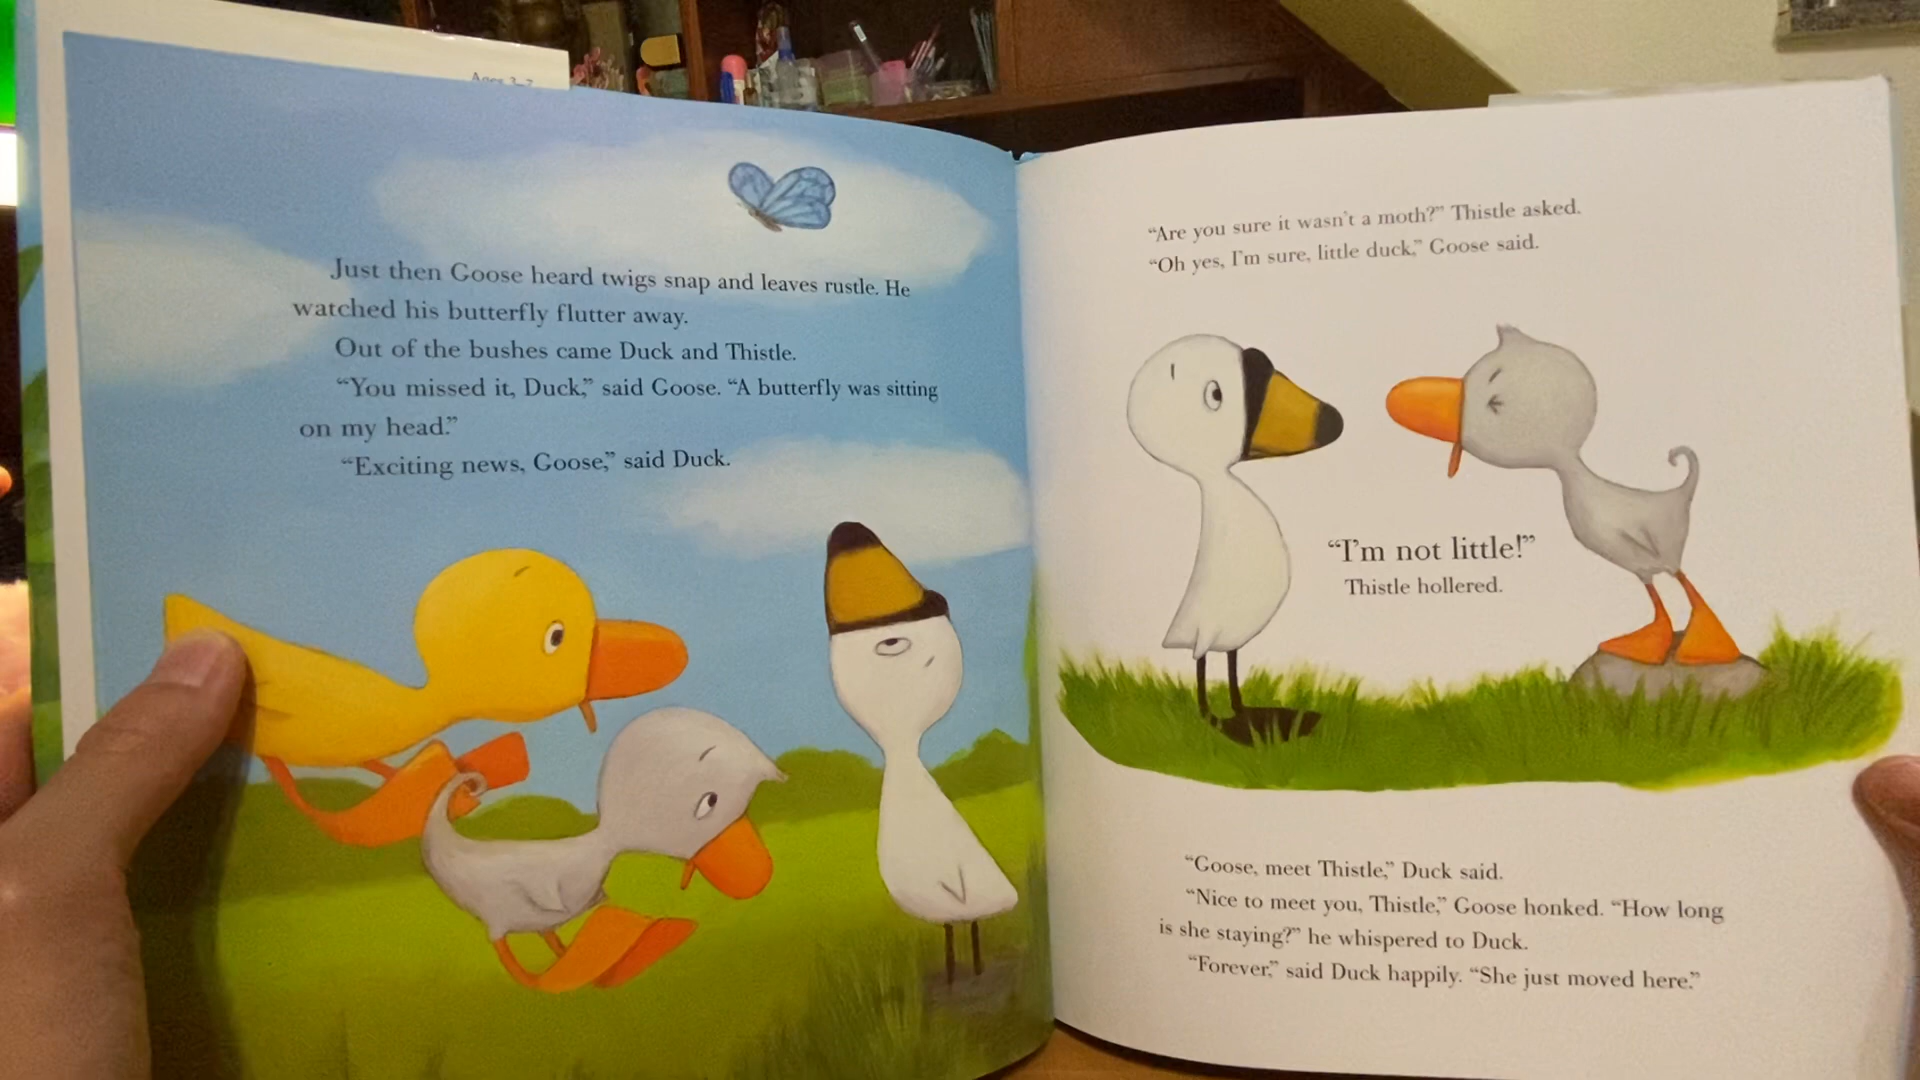 Ages 3-7
Just then Goose heard twigs snap and leaves rustle. He
watched his butterfly flutter away.
Out of the bushes came Duck and Thistle.
“You missed it, Duck,” said Goose. “A butterfly was sitting
on my head.”
“Exciting news, Goose,” said Duck.
“Are you sure it wasn’t a moth?” Thistle asked.
“Oh yes, I’m sure, little duck,” Goose said.
“I’m not little!”
Thistle hollered.
“Goose, meet Thistle,” Duck said.
“Nice to meet you, Thistle,” Goose honked. “How long
is she staying?” he whispered to Duck.
“Forever,” said Duck happily. “She just moved here.”